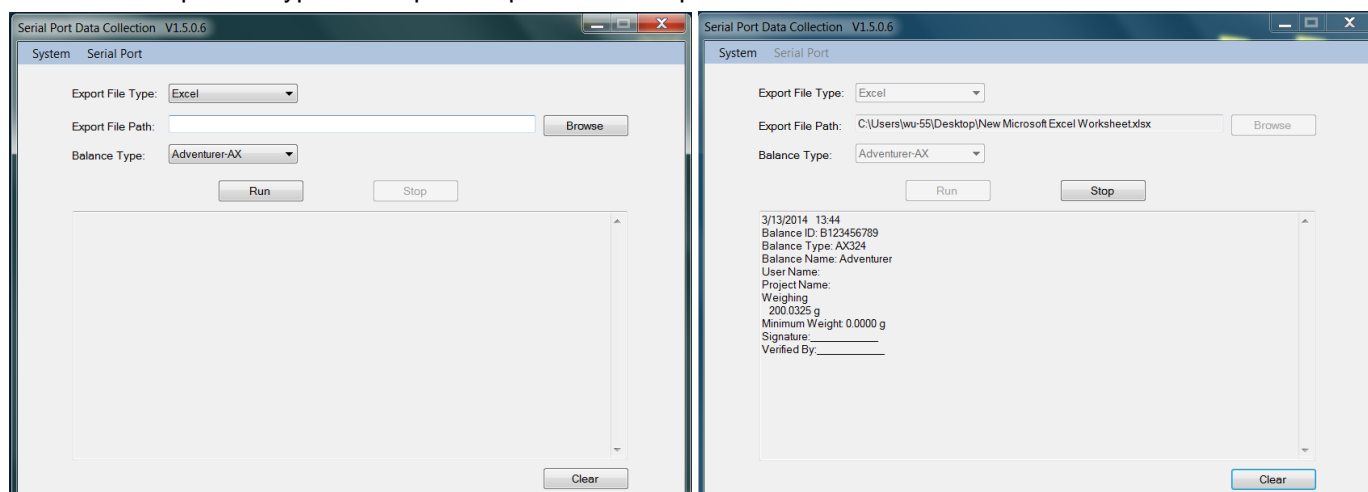 Serial Port Data Collection V1.5.0.6
System Serial Port
Export File Type: Excel
Export File Path: Browse
Balance Type: Adventurer-AX
Run Stop
Clear
Serial Port Data Collection V1.5.0.6
System Serial Port
Export File Type: Excel
Export File Path: C:\Users\wu-55\Desktop\New Microsoft Excel Worksheet.xlsx Browse
Balance Type: Adventurer-AX
Run Stop
3/13/2014 13:44
Balance ID: B123456789
Balance Type: AX324
Balance Name: Adventurer
User Name:
Project Name:
Weighing
200.0325 g
Minimum Weight: 0.0000 g
Signature:____________
Verified By:____________
Clear